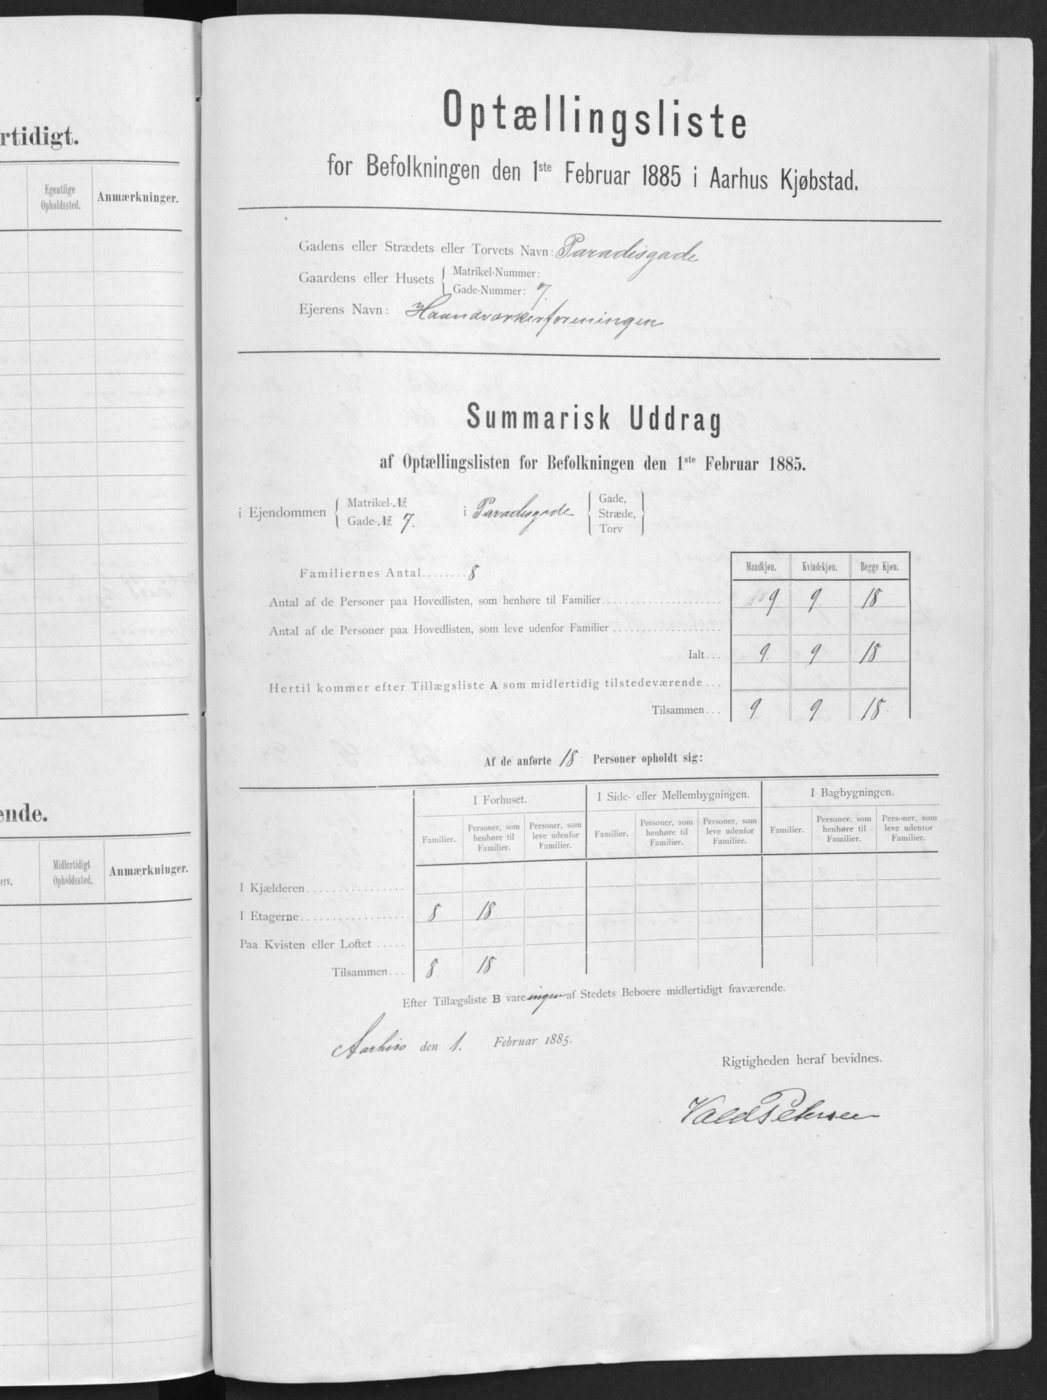 rtidigt.
Egentlige Opholdssted.
Anmærkninger.
ende.
erv.
Midlertidigt Opholdssted.
Anmærkninger.
Optællingsliste
for Befolkningen den 1ste Februar 1885 i Aarhus Kjøbstad.
Gadens eller Strædets eller Torvets Navn: Paradisgade
Gaardens eller Husets { Matrikel-Nummer:
Gade-Nummer: 7.
Ejerens Navn: Haandværkerforeningen
Summarisk Uddrag
af Optællingslisten for Befolkningen den 1ste Februar 1885.
i Ejendommen { Matrikel-№
Gade-№ 7.
i Paradisgade { Gade, Stræde, Torv }
Mandkjøn. Kvindekjøn. Begge Kjøn.
Familiernes Antal........ 8
Antal af de Personer paa Hovedlisten, som henhøre til Familier.... 9 9 18
Antal af de Personer paa Hovedlisten, som leve udenfor Familier....
Ialt... 9 9 18
Hertil kommer efter Tillægsliste A som midlertidig tilstedeværende...
Tilsammen... 9 9 18
Af de anførte 18 Personer opholdt sig:
I Forhuset. I Side- eller Mellembygningen. I Bagbygningen.
Familier. Personer, som henhøre til Familier. Personer, som leve udenfor Familier. Familier. Personer, som henhøre til Familier. Personer, som leve udenfor Familier. Familier. Personer, som henhøre til Familier. Personer, som leve udenfor Familier.
I Kjælderen................
I Etagerne................ 8 18
Paa Kvisten eller Loftet.....
Tilsammen... 8. 18
Efter Tillægsliste B vare ingen af Stedets Beboere midlertidigt fraværende.
Aarhus den 1. Februar 1885.
Rigtigheden heraf bevidnes.
Vald Petersen